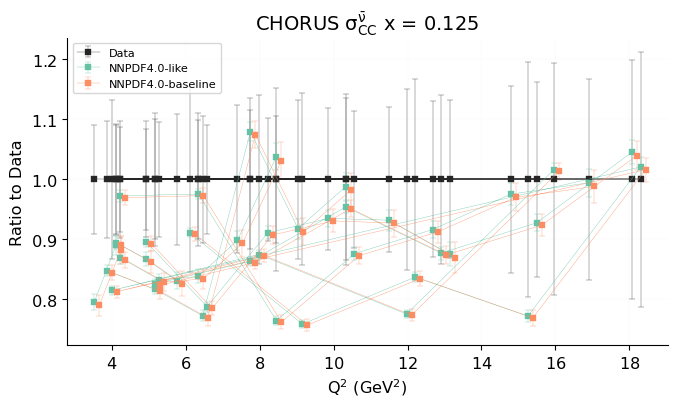 CHORUS σ^ν̄_CC x = 0.125
Data
NNPDF4.0-like
NNPDF4.0-baseline
Ratio to Data
1.2
1.1
1.0
0.9
0.8
4 6 8 10 12 14 16 18
Q² (GeV²)